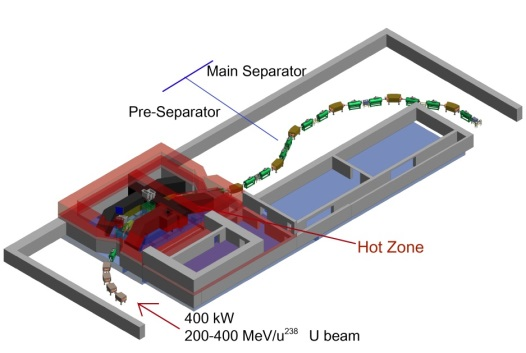 Main Separator
Pre-Separator
Hot Zone
400 kW
200-400 MeV/u²³⁸ U beam